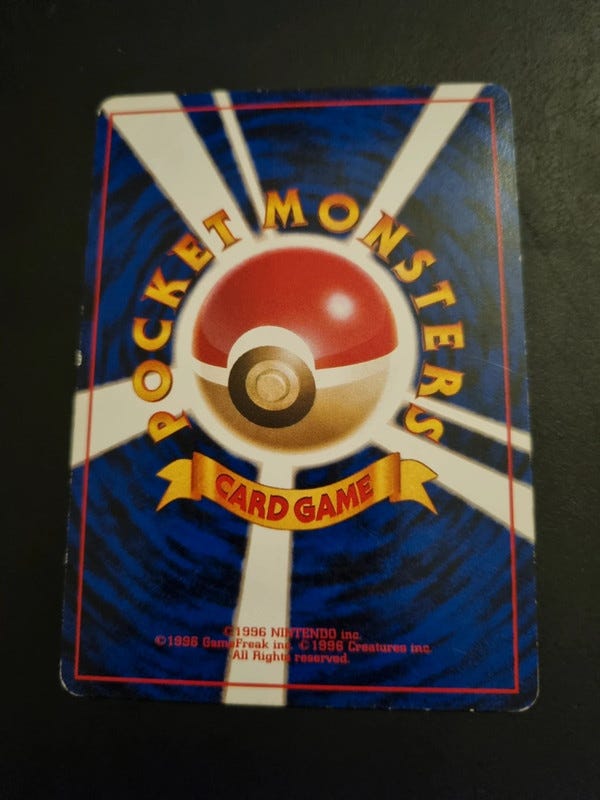 POCKET MONSTERS
CARD GAME
©1996 NINTENDO inc.
©1996 GameFreak inc. ©1996 Creatures inc.
All Rights reserved.